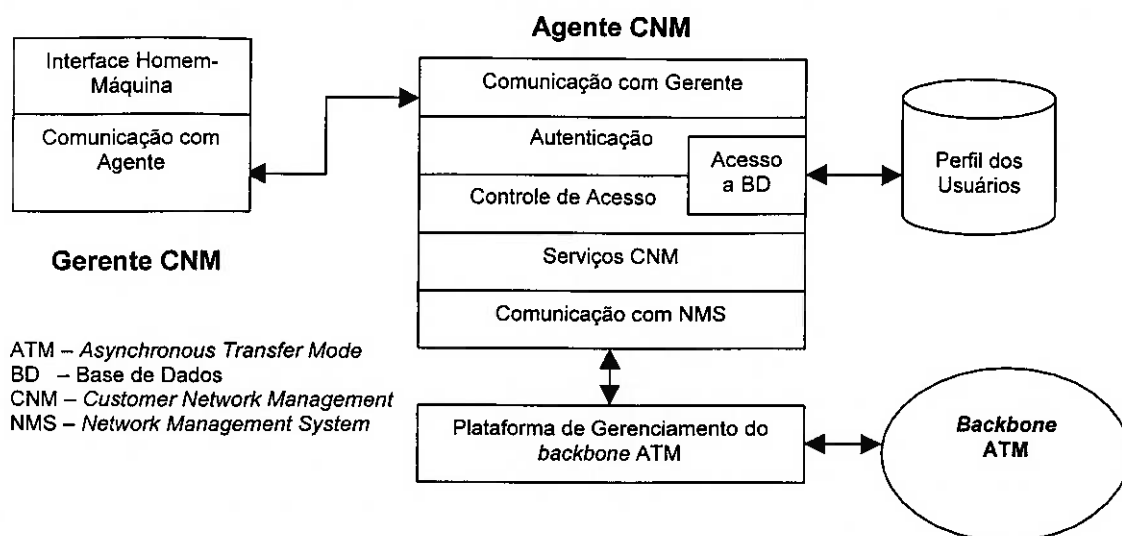 Agente CNM
Interface Homem-
Máquina
Comunicação com
Agente
Gerente CNM
Comunicação com Gerente
Autenticação
Acesso
a BD
Controle de Acesso
Serviços CNM
Comunicação com NMS
Perfil dos
Usuários
ATM – Asynchronous Transfer Mode
BD – Base de Dados
CNM – Customer Network Management
NMS – Network Management System
Plataforma de Gerenciamento do
backbone ATM
Backbone
ATM